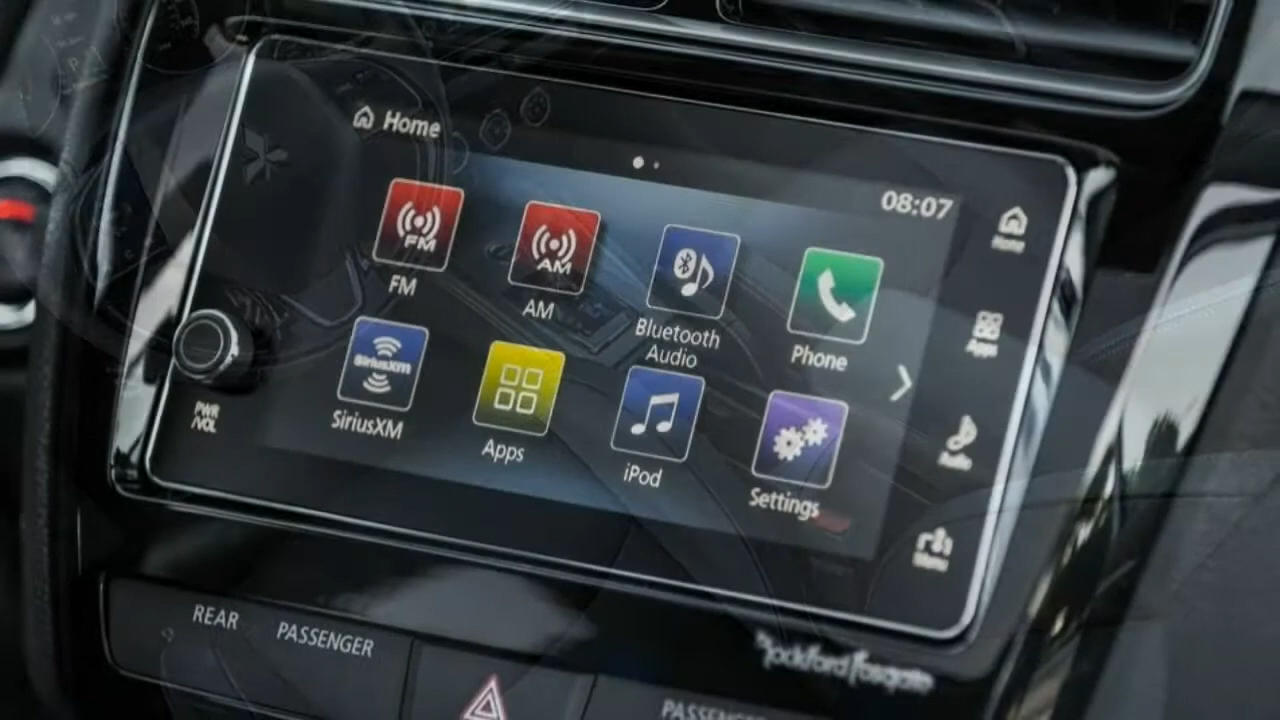 Home
08:07
FM
FM
AM
AM
Bluetooth
Audio
Phone
SiriusXM
SiriusXM
Apps
iPod
Settings
Home
Apps
Audio
Menu
PWR
/VOL
Rockford Fosgate
REAR
PASSENGER
PASSENGER
P